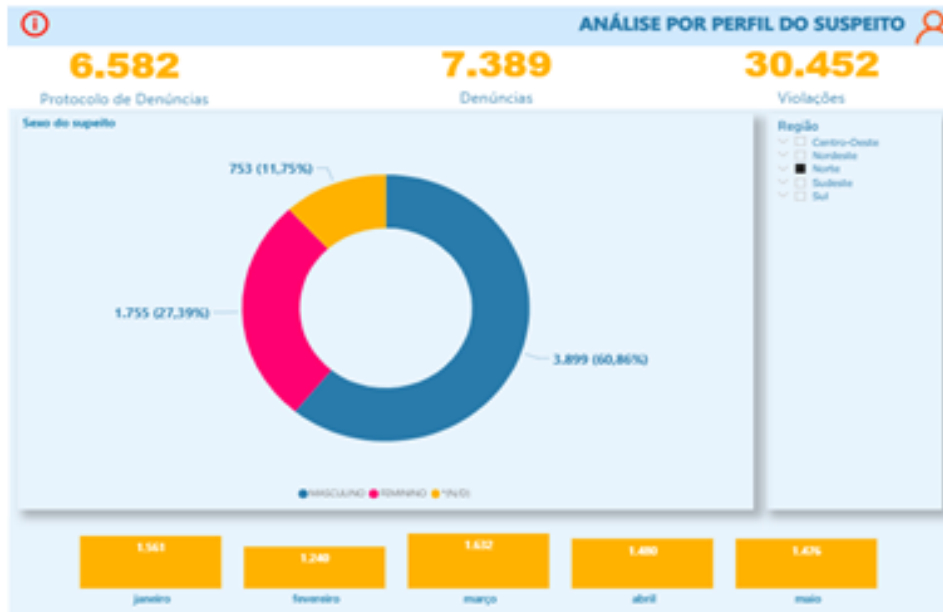 ANÁLISE POR PERFIL DO SUSPEITO
6.582
7.389
30.452
Protocolo de Denúncias
Denúncias
Violações
Sexo do supeito
Região
Centro-Oeste
Nordeste
Norte
Sudeste
Sul
753 (11,75%)
1.755 (27,39%)
3.899 (60,86%)
MASCULINO FEMININO *(N/D)
1.561
1.240
1.632
1.480
1.476
janeiro
fevereiro
março
abril
maio